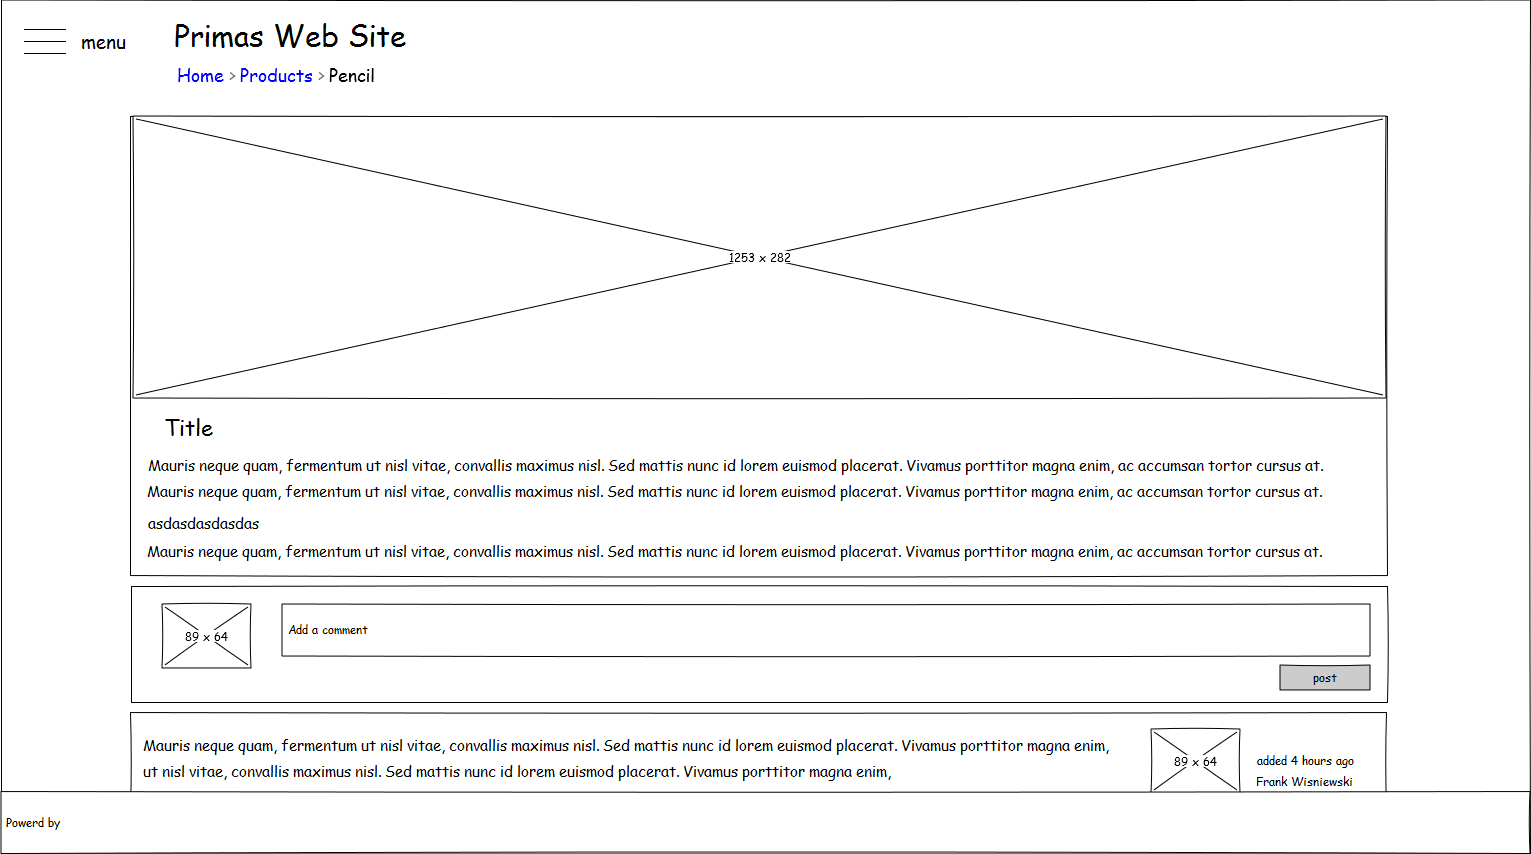 menu
Primas Web Site
Home > Products > Pencil
1253 x 282
Title
Mauris neque quam, fermentum ut nisl vitae, convallis maximus nisl. Sed mattis nunc id lorem euismod placerat. Vivamus porttitor magna enim, ac accumsan tortor cursus at.
Mauris neque quam, fermentum ut nisl vitae, convallis maximus nisl. Sed mattis nunc id lorem euismod placerat. Vivamus porttitor magna enim, ac accumsan tortor cursus at.
asdasdasdasdas
Mauris neque quam, fermentum ut nisl vitae, convallis maximus nisl. Sed mattis nunc id lorem euismod placerat. Vivamus porttitor magna enim, ac accumsan tortor cursus at.
89 x 64
Add a comment
post
Mauris neque quam, fermentum ut nisl vitae, convallis maximus nisl. Sed mattis nunc id lorem euismod placerat. Vivamus porttitor magna enim,
ut nisl vitae, convallis maximus nisl. Sed mattis nunc id lorem euismod placerat. Vivamus porttitor magna enim,
89 x 64
added 4 hours ago
Frank Wisniewski
Powerd by